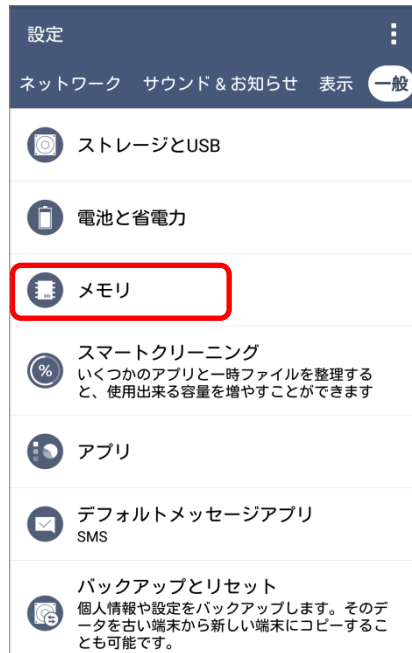 設定
ネットワーク サウンド＆お知らせ 表示 一般
ストレージとUSB
電池と省電力
メモリ
スマートクリーニング
いくつかのアプリと一時ファイルを整理する
と、使用出来る容量を増やすことができます
アプリ
デフォルトメッセージアプリ
SMS
バックアップとリセット
個人情報や設定をバックアップします。そのデ
ータを古い端末から新しい端末にコピーするこ
とも可能です。